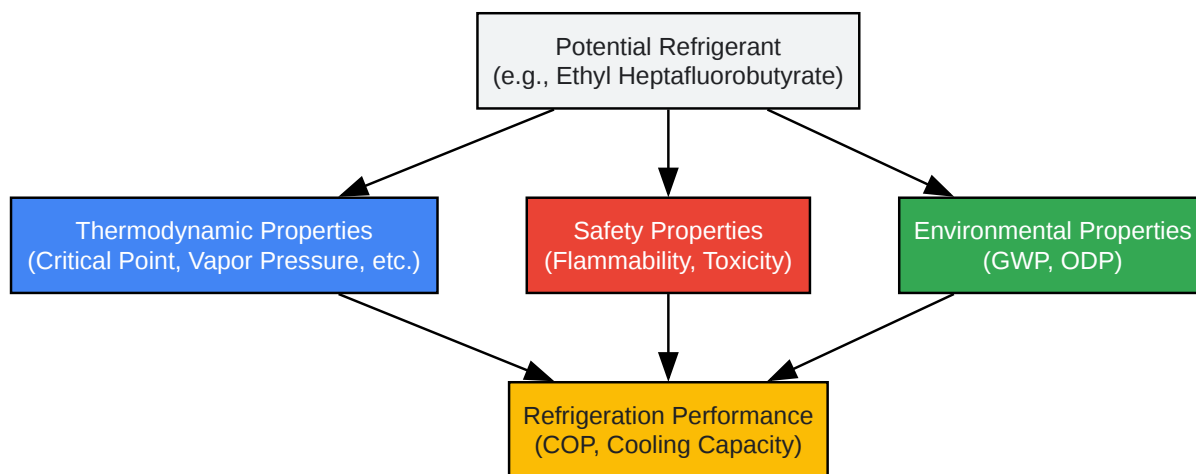 Potential Refrigerant
(e.g., Ethyl Heptafluorobutyrate)
Thermodynamic Properties
(Critical Point, Vapor Pressure, etc.)
Safety Properties
(Flammability, Toxicity)
Environmental Properties
(GWP, ODP)
Refrigeration Performance
(COP, Cooling Capacity)